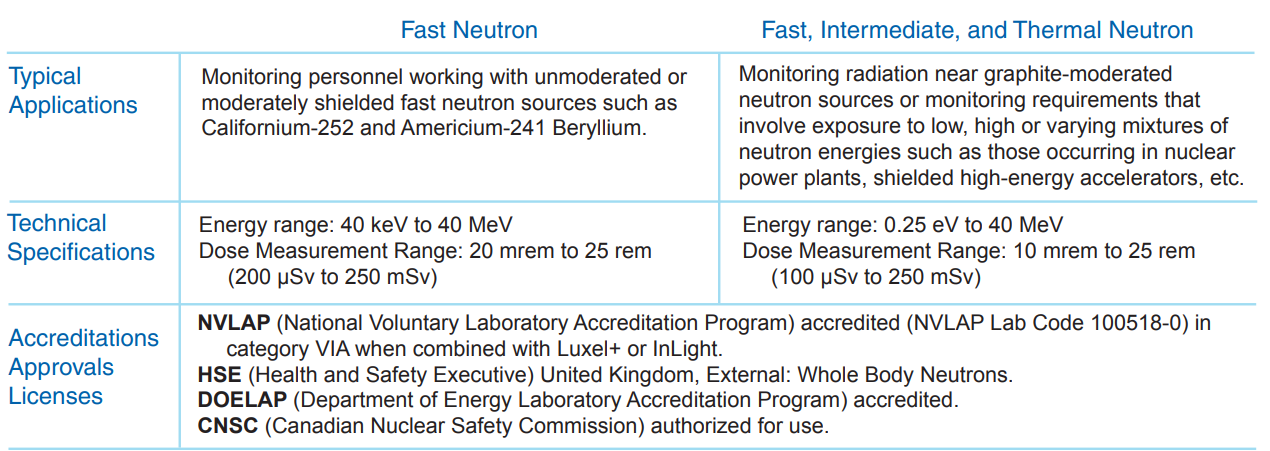 Fast Neutron
Fast, Intermediate, and Thermal Neutron
Typical
Applications
Monitoring personnel working with unmoderated or
moderately shielded fast neutron sources such as
Californium-252 and Americium-241 Beryllium.
Monitoring radiation near graphite-moderated
neutron sources or monitoring requirements that
involve exposure to low, high or varying mixtures of
neutron energies such as those occurring in nuclear
power plants, shielded high-energy accelerators, etc.
Technical
Specifications
Energy range: 40 keV to 40 MeV
Dose Measurement Range: 20 mrem to 25 rem
(200 µSv to 250 mSv)
Energy range: 0.25 eV to 40 MeV
Dose Measurement Range: 10 mrem to 25 rem
(100 µSv to 250 mSv)
Accreditations
Approvals
Licenses
NVLAP (National Voluntary Laboratory Accreditation Program) accredited (NVLAP Lab Code 100518-0) in
category VIA when combined with Luxel+ or InLight.
HSE (Health and Safety Executive) United Kingdom, External: Whole Body Neutrons.
DOELAP (Department of Energy Laboratory Accreditation Program) accredited.
CNSC (Canadian Nuclear Safety Commission) authorized for use.